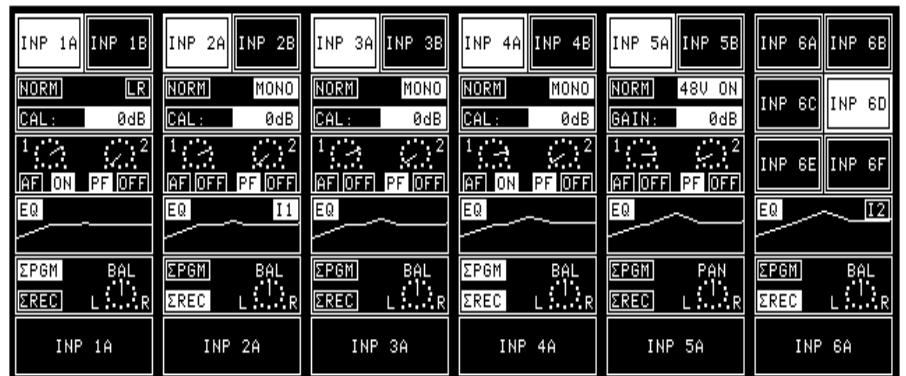 INP 1A INP 1B INP 2A INP 2B INP 3A INP 3B INP 4A INP 4B INP 5A INP 5B INP 6A INP 6B
NORM LR NORM MONO NORM MONO NORM MONO NORM 48V ON INP 6C INP 6D
CAL: 0dB CAL: 0dB CAL: 0dB CAL: 0dB GAIN: 0dB
1 2 1 2 1 2 1 2 1 2 INP 6E INP 6F
AF ON PF OFF AF OFF PF OFF AF OFF PF OFF AF ON PF OFF AF OFF PF OFF
EQ EQ I1 EQ EQ EQ EQ I2
ΣPGM BAL ΣPGM BAL ΣPGM BAL ΣPGM BAL ΣPGM PAN ΣPGM BAL
ΣREC L R ΣREC L R ΣREC L R ΣREC L R ΣREC L R ΣREC L R
INP 1A INP 2A INP 3A INP 4A INP 5A INP 6A